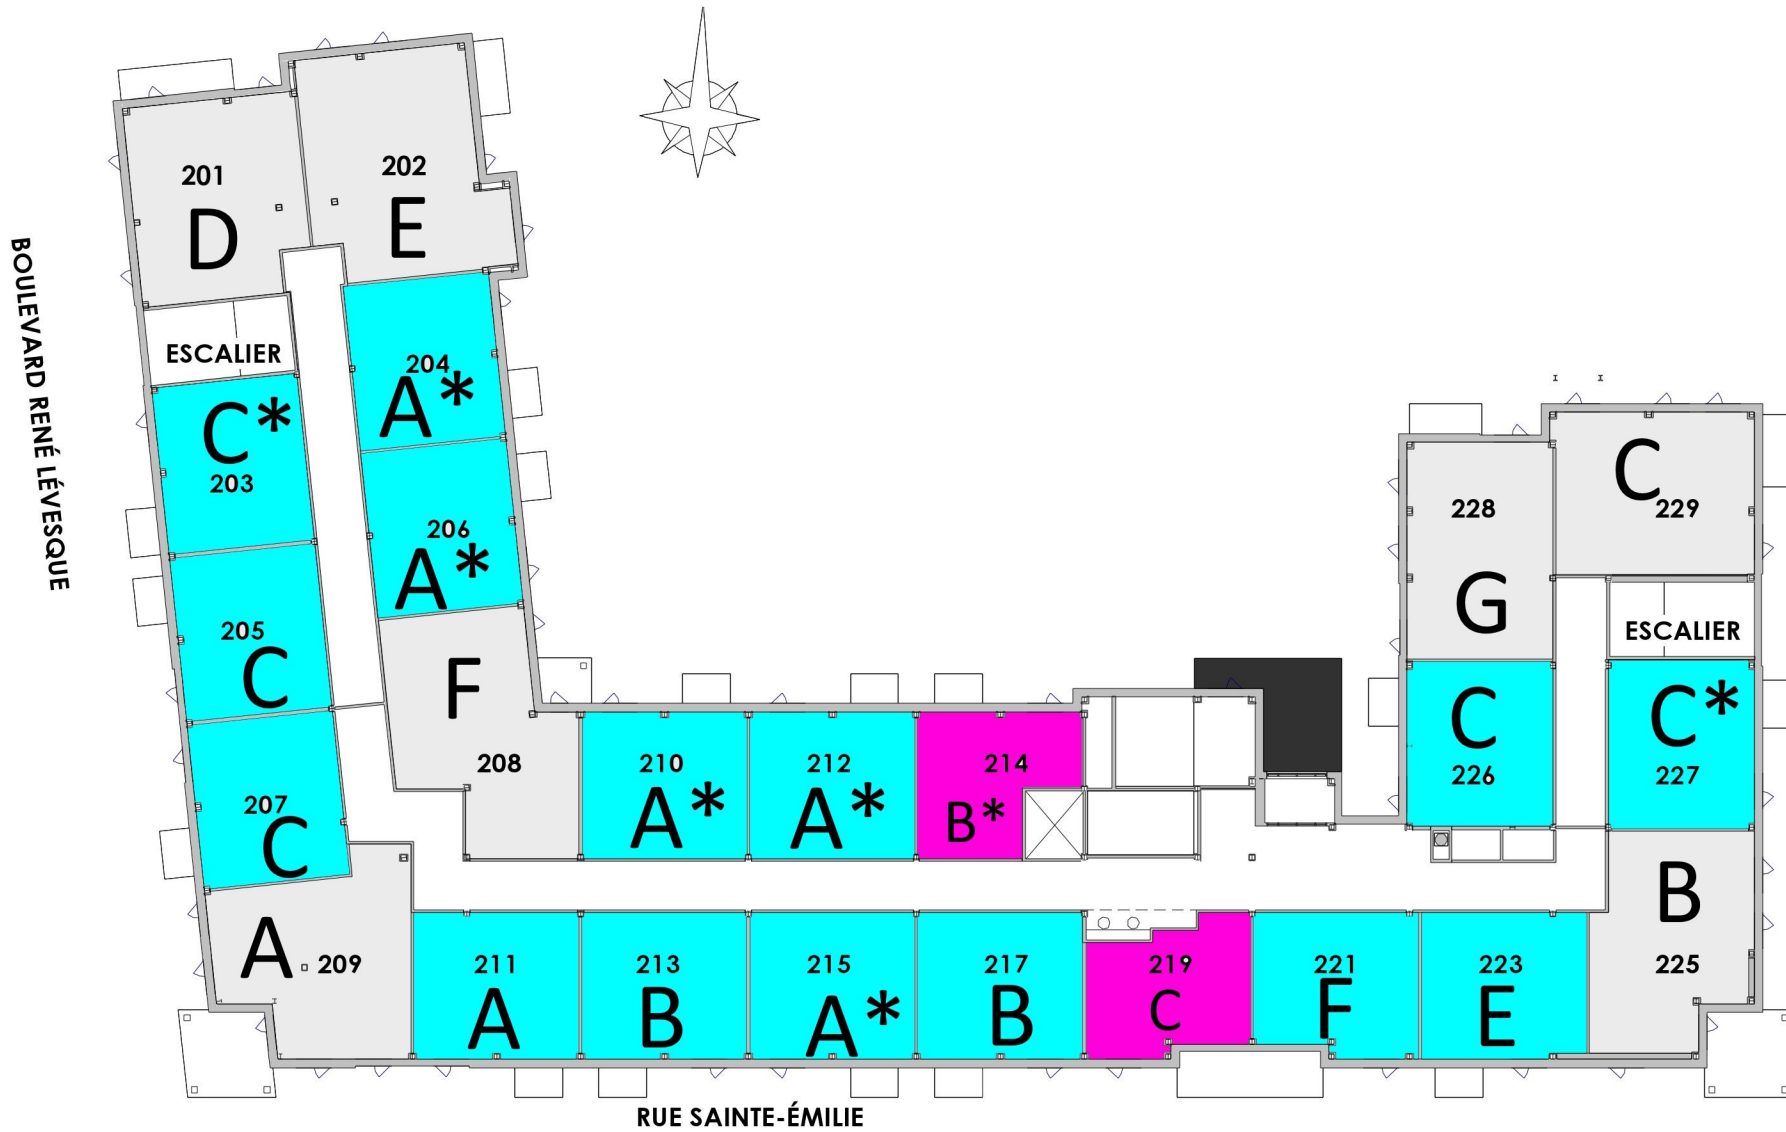 201
D
202
E
BOULEVARD RENÉ LÉVESQUE
ESCALIER
204
A*
C*
203
206
A*
205
C
F
208
207
C
A
209
210
A*
212
A*
214
B*
211
A
213
B
215
A*
217
B
219
C
221
F
223
E
B
225
C
226
C*
227
ESCALIER
228
G
C
229
RUE SAINTE-ÉMILIE